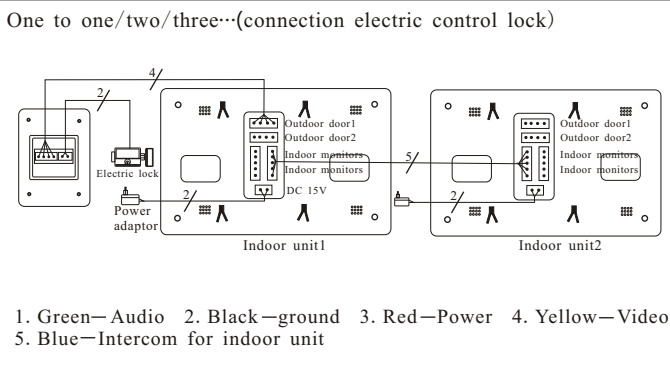 One to one/two/three···(connection electric control lock)
4
2
Electric lock
Power
adaptor
2
Outdoor door1
Outdoor door2
Indoor monitors
Indoor monitors
DC 15V
Indoor unit1
5
2
Outdoor door1
Outdoor door2
Indoor monitors
Indoor monitors
Indoor unit2
1. Green—Audio 2. Black—ground 3. Red—Power 4. Yellow—Video
5. Blue—Intercom for indoor unit